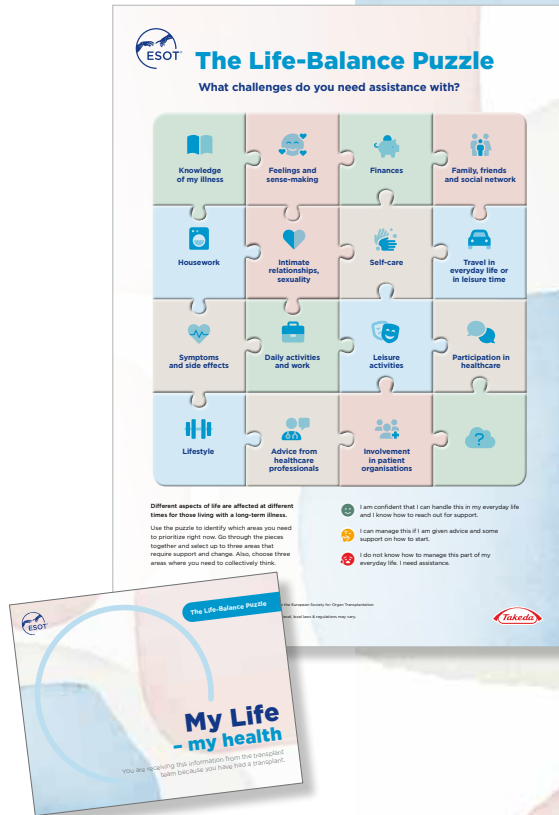 ESOT
The Life-Balance Puzzle
What challenges do you need assistance with?
Knowledge
of my illness
Feelings and
sense-making
Finances
Family, friends
and social network
Housework
Intimate
relationships,
sexuality
Self-care
Travel in
everyday life or
in leisure time
Symptoms
and side effects
Daily activities
and work
Leisure
activities
Participation in
healthcare
Lifestyle
Advice from
healthcare
professionals
Involvement
in patient
organisations
?
Different aspects of life are affected at different
times for those living with a long-term illness.
Use the puzzle to identify which areas you need
to prioritize right now. Go through the pieces
together and select up to three areas that
require support and change. Also, choose three
areas where you need to collectively think.
I am confident that I can handle this in my everyday life
and I know how to reach out for support.
I can manage this if I am given advice and some
support on how to start.
I do not know how to manage this part of my
everyday life. I need assistance.
the European Society for Organ Transplantation
local laws & regulations may vary.
Takeda
ESOT
The Life-Balance Puzzle
My Life
– my health
You are receiving this information from the transplant
team because you have had a transplant.